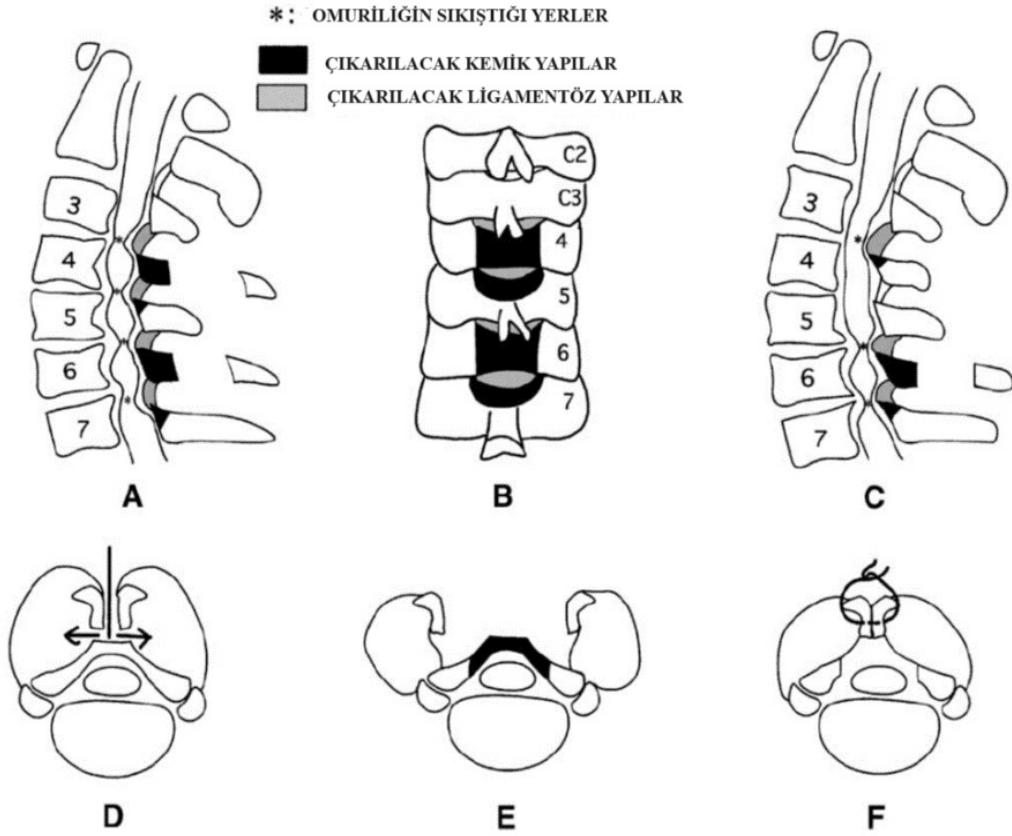 *: OMURİLİĞİN SIKIŞTIĞI YERLER
ÇIKARILACAK KEMİK YAPILAR
ÇIKARILACAK LİGAMENTÖZ YAPILAR
3
*
4
*
5
*
6
*
7
A
C2
C3
4
5
6
7
B
3
*
4
5
*
6
*
7
C
D
E
F